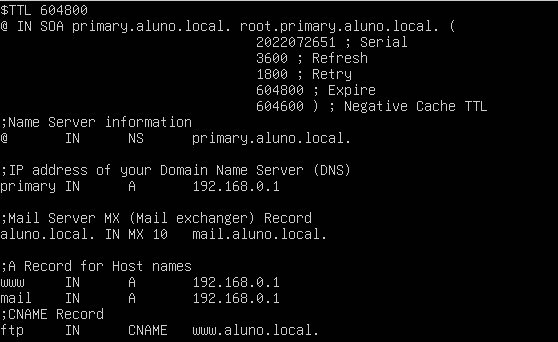 $TTL 604800
@ IN SOA primary.aluno.local. root.primary.aluno.local. (
2022072651 ; Serial
3600 ; Refresh
1800 ; Retry
604800 ; Expire
604600 ) ; Negative Cache TTL
;Name Server information
@ IN NS primary.aluno.local.
;IP address of your Domain Name Server (DNS)
primary IN A 192.168.0.1
;Mail Server MX (Mail exchanger) Record
aluno.local. IN MX 10 mail.aluno.local.
;A Record for Host names
www IN A 192.168.0.1
mail IN A 192.168.0.1
;CNAME Record
ftp IN CNAME www.aluno.local.